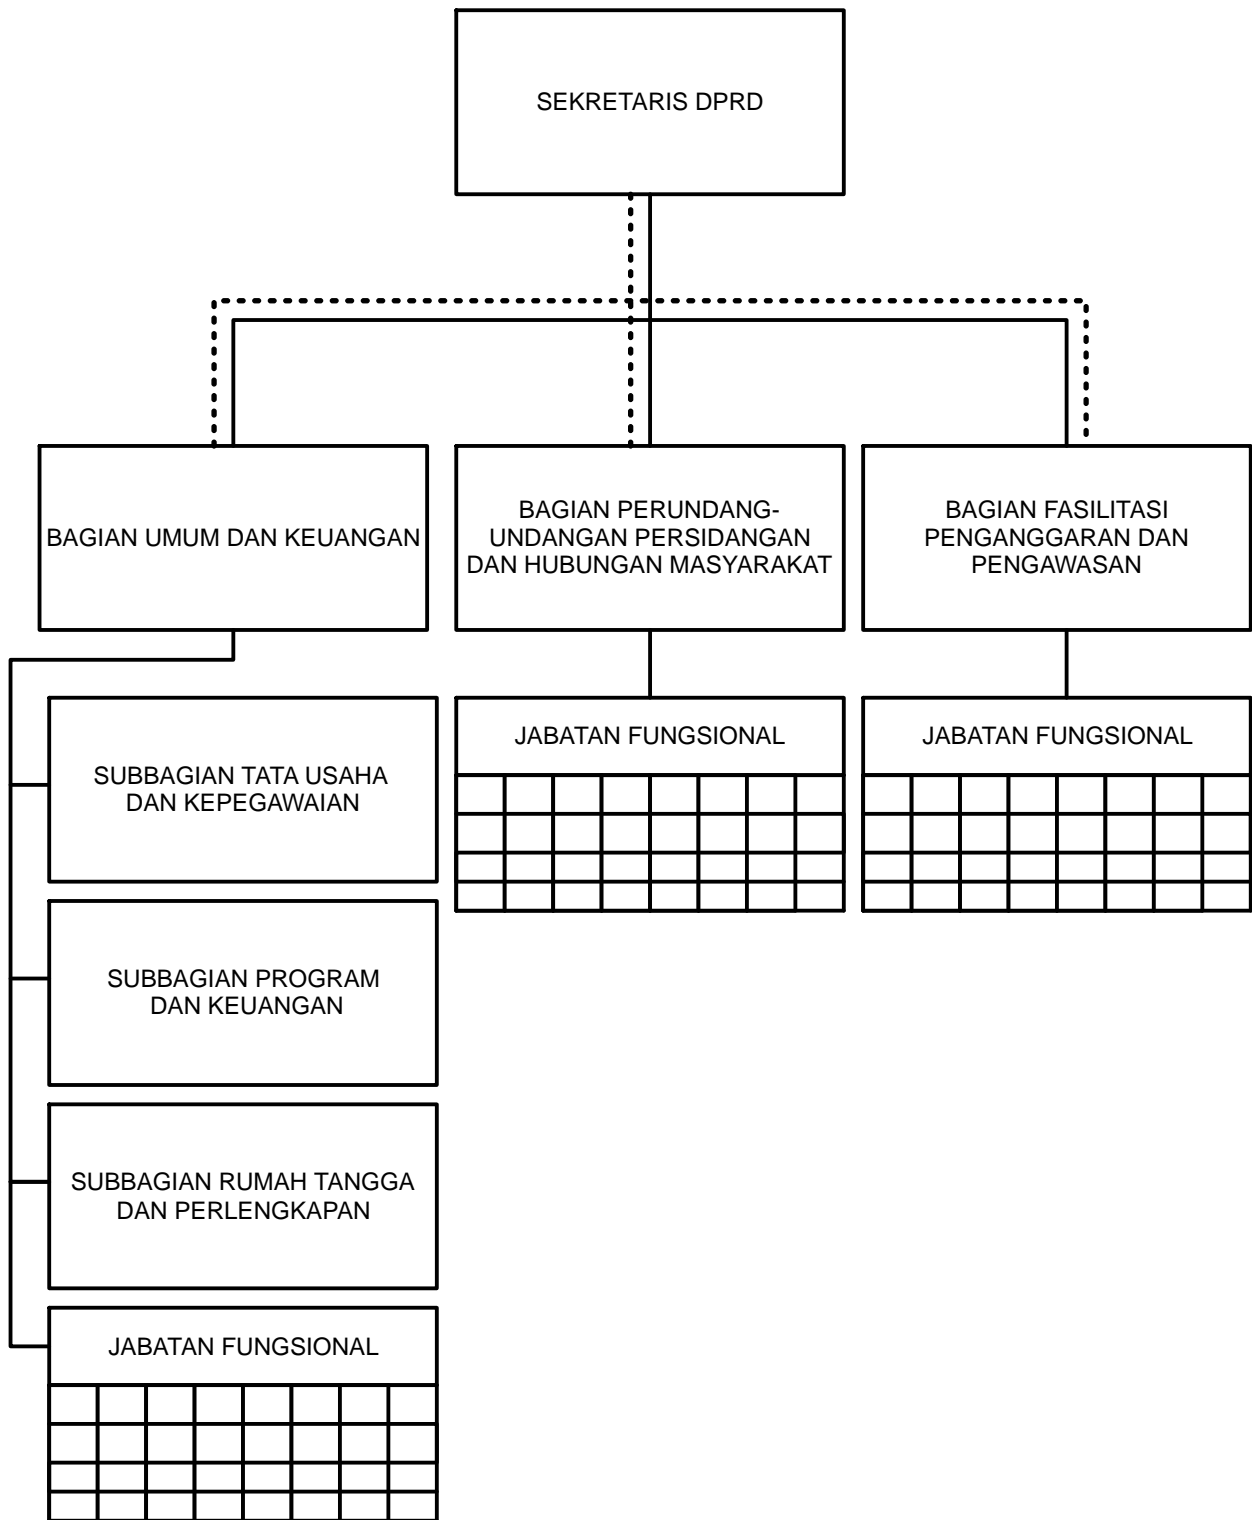 SEKRETARIS DPRD
BAGIAN UMUM DAN KEUANGAN
BAGIAN PERUNDANG-
UNDANGAN PERSIDANGAN
DAN HUBUNGAN MASYARAKAT
BAGIAN FASILITASI
PENGANGGARAN DAN
PENGAWASAN
SUBBAGIAN TATA USAHA
DAN KEPEGAWAIAN
JABATAN FUNGSIONAL
JABATAN FUNGSIONAL
SUBBAGIAN PROGRAM
DAN KEUANGAN
SUBBAGIAN RUMAH TANGGA
DAN PERLENGKAPAN
JABATAN FUNGSIONAL